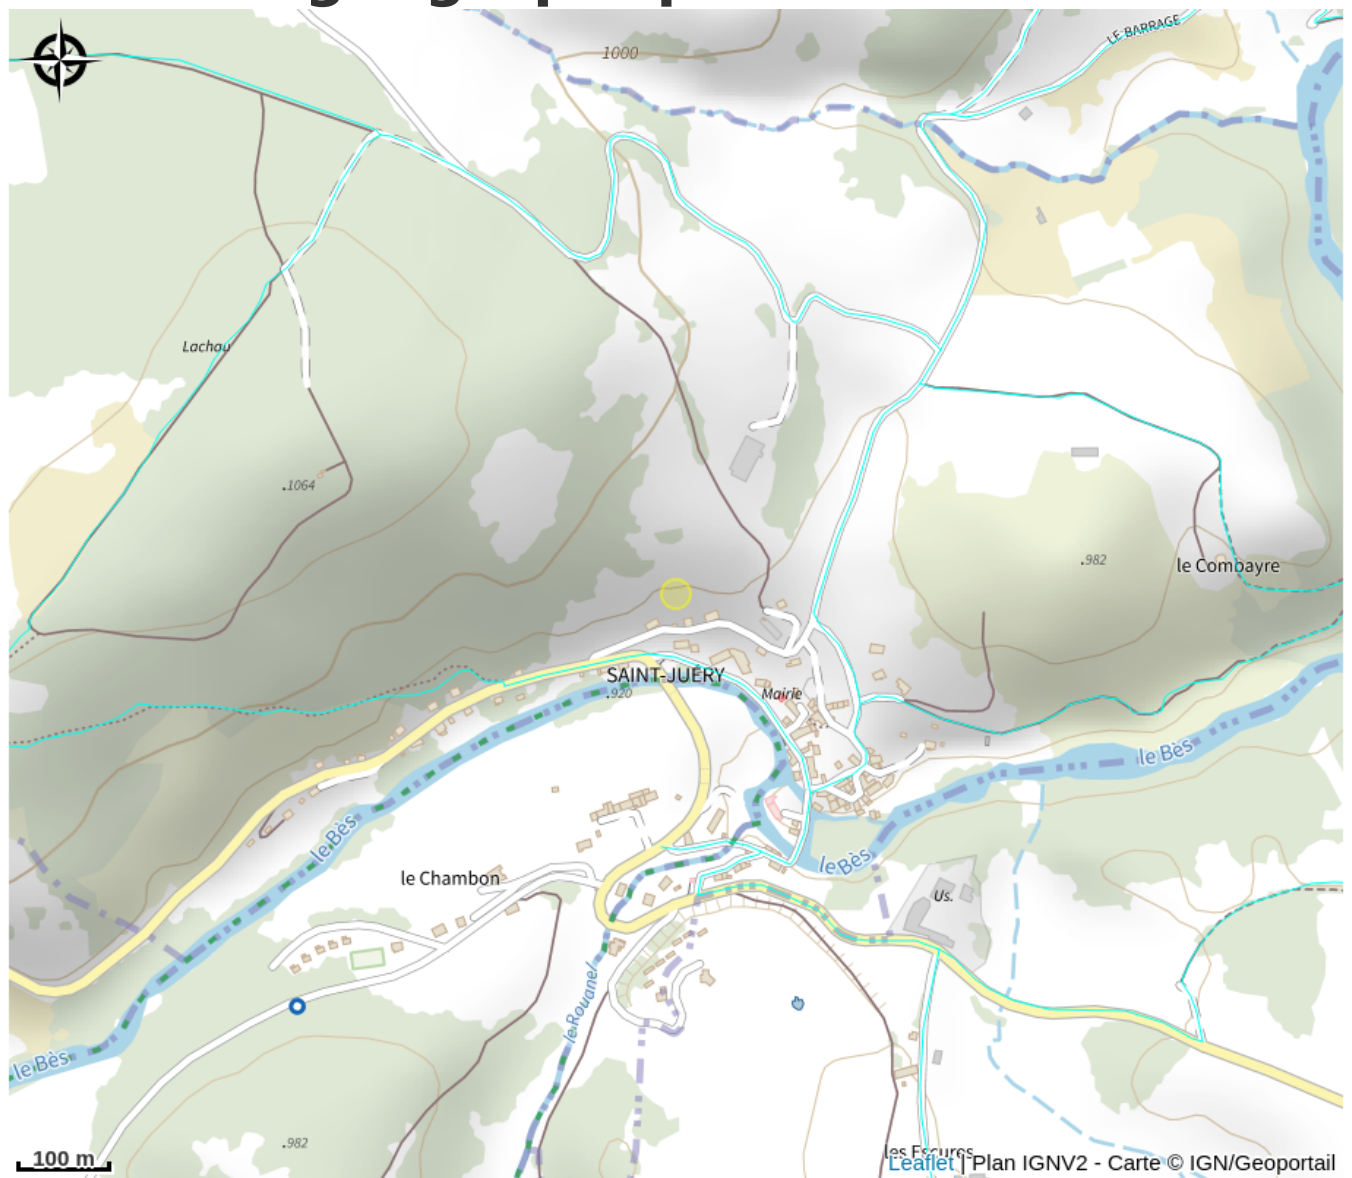 1000
LE BARRAGE
Lachau
.1064
.982
le Combayre
SAINT-JUÉRY
.920
Mairie
le Bès
le Bès
le Bès
le Chambon
Us.
le Rouanel
le Bès
.982
les Escures
100 m
Leaflet | Plan IGNV2 - Carte © IGN/Geoportail